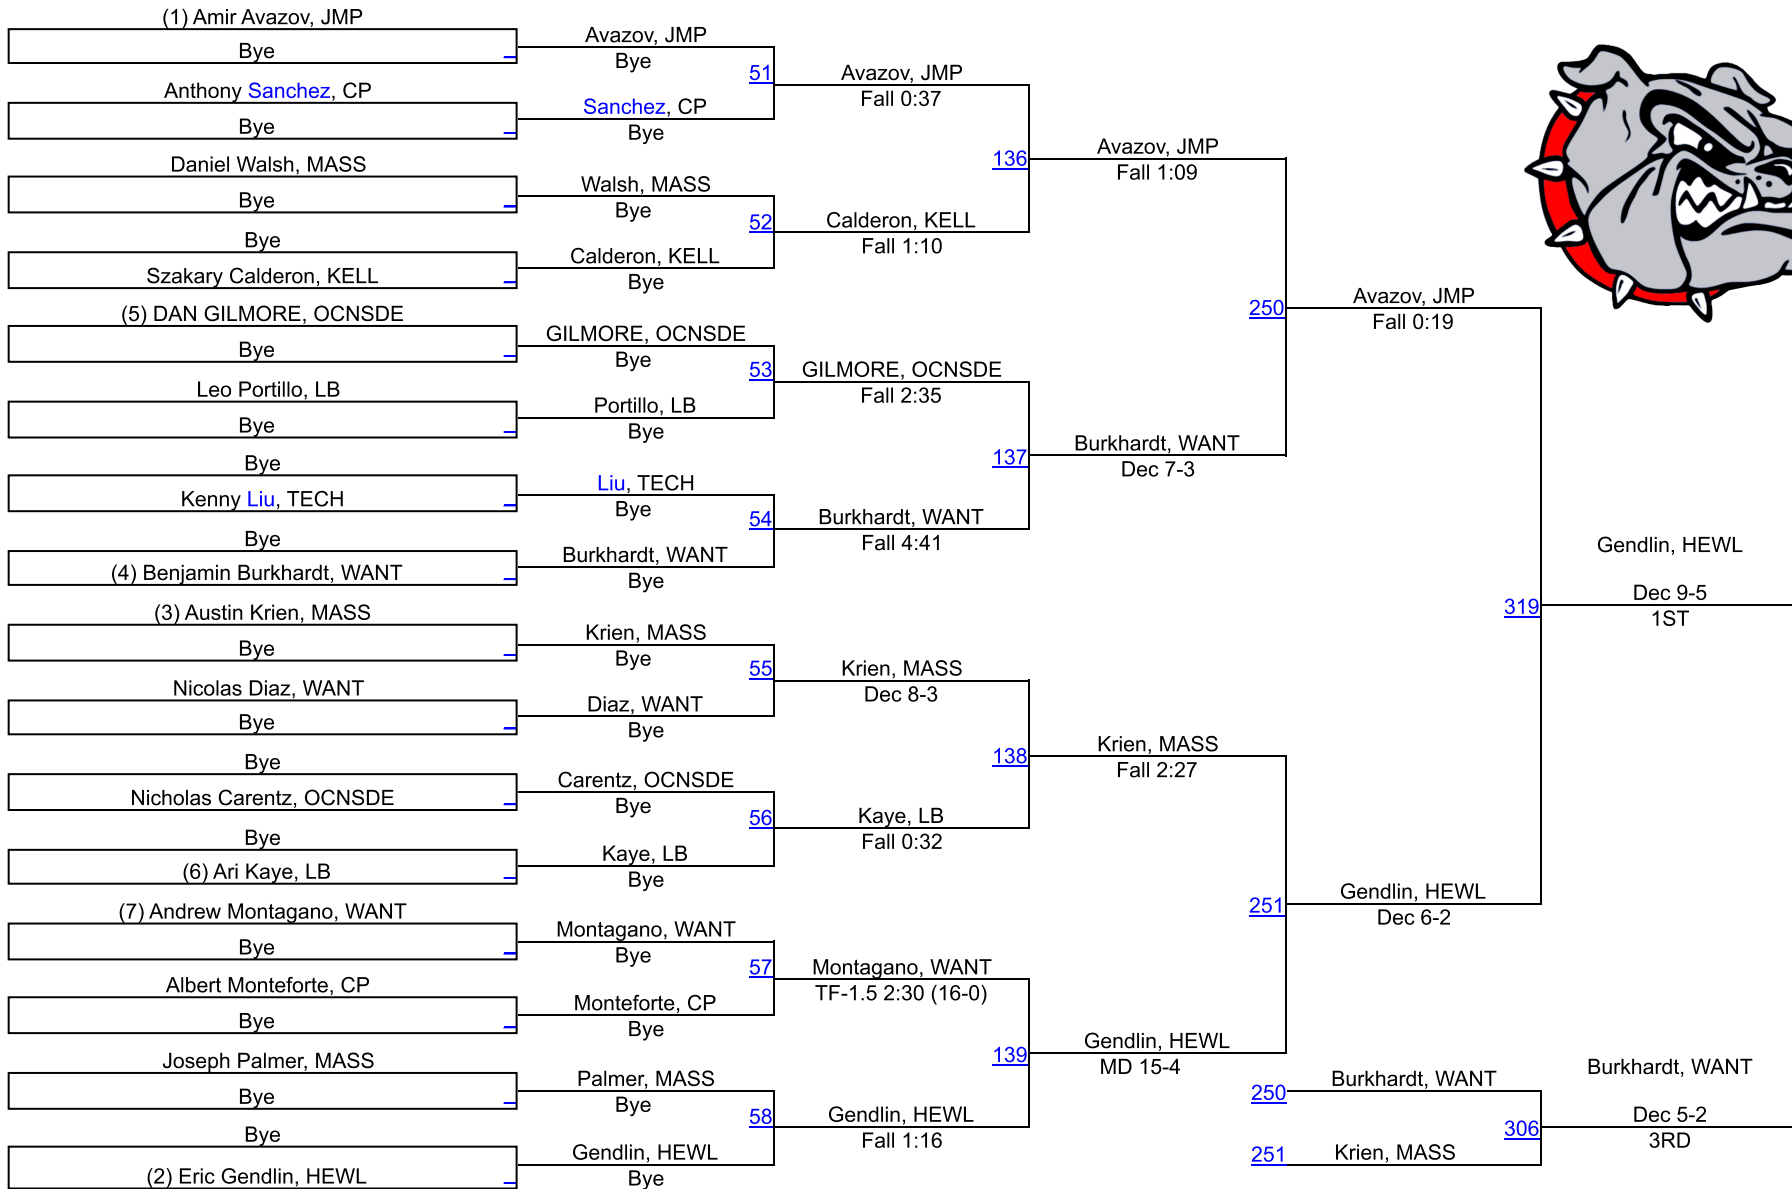 (1) Amir Avazov, JMP
Bye
Anthony Sanchez, CP
Bye
Daniel Walsh, MASS
Bye
Bye
Szakary Calderon, KELL
(5) DAN GILMORE, OCNSDE
Bye
Leo Portillo, LB
Bye
Bye
Kenny Liu, TECH
Bye
(4) Benjamin Burkhardt, WANT
(3) Austin Krien, MASS
Bye
Nicolas Diaz, WANT
Bye
Bye
Nicholas Carentz, OCNSDE
Bye
(6) Ari Kaye, LB
(7) Andrew Montagano, WANT
Bye
Albert Monteforte, CP
Bye
Joseph Palmer, MASS
Bye
Bye
(2) Eric Gendlin, HEWL
Avazov, JMP
Bye
51
Sanchez, CP
Bye
Walsh, MASS
Bye
52
Calderon, KELL
Bye
GILMORE, OCNSDE
Bye
53
Portillo, LB
Bye
Liu, TECH
Bye
54
Burkhardt, WANT
Bye
Krien, MASS
Bye
55
Diaz, WANT
Bye
Carentz, OCNSDE
Bye
56
Kaye, LB
Bye
Montagano, WANT
Bye
57
Monteforte, CP
Bye
Palmer, MASS
Bye
58
Gendlin, HEWL
Bye
Avazov, JMP
Fall 0:37
136
Calderon, KELL
Fall 1:10
GILMORE, OCNSDE
Fall 2:35
137
Burkhardt, WANT
Fall 4:41
Krien, MASS
Dec 8-3
138
Kaye, LB
Fall 0:32
Montagano, WANT
TF-1.5 2:30 (16-0)
139
Gendlin, HEWL
Fall 1:16
Avazov, JMP
Fall 1:09
250
Burkhardt, WANT
Dec 7-3
Krien, MASS
Fall 2:27
251
Gendlin, HEWL
MD 15-4
Avazov, JMP
Fall 0:19
319
Gendlin, HEWL
Dec 6-2
Gendlin, HEWL
Dec 9-5
1ST
250
Burkhardt, WANT
306
251
Krien, MASS
Burkhardt, WANT
Dec 5-2
3RD